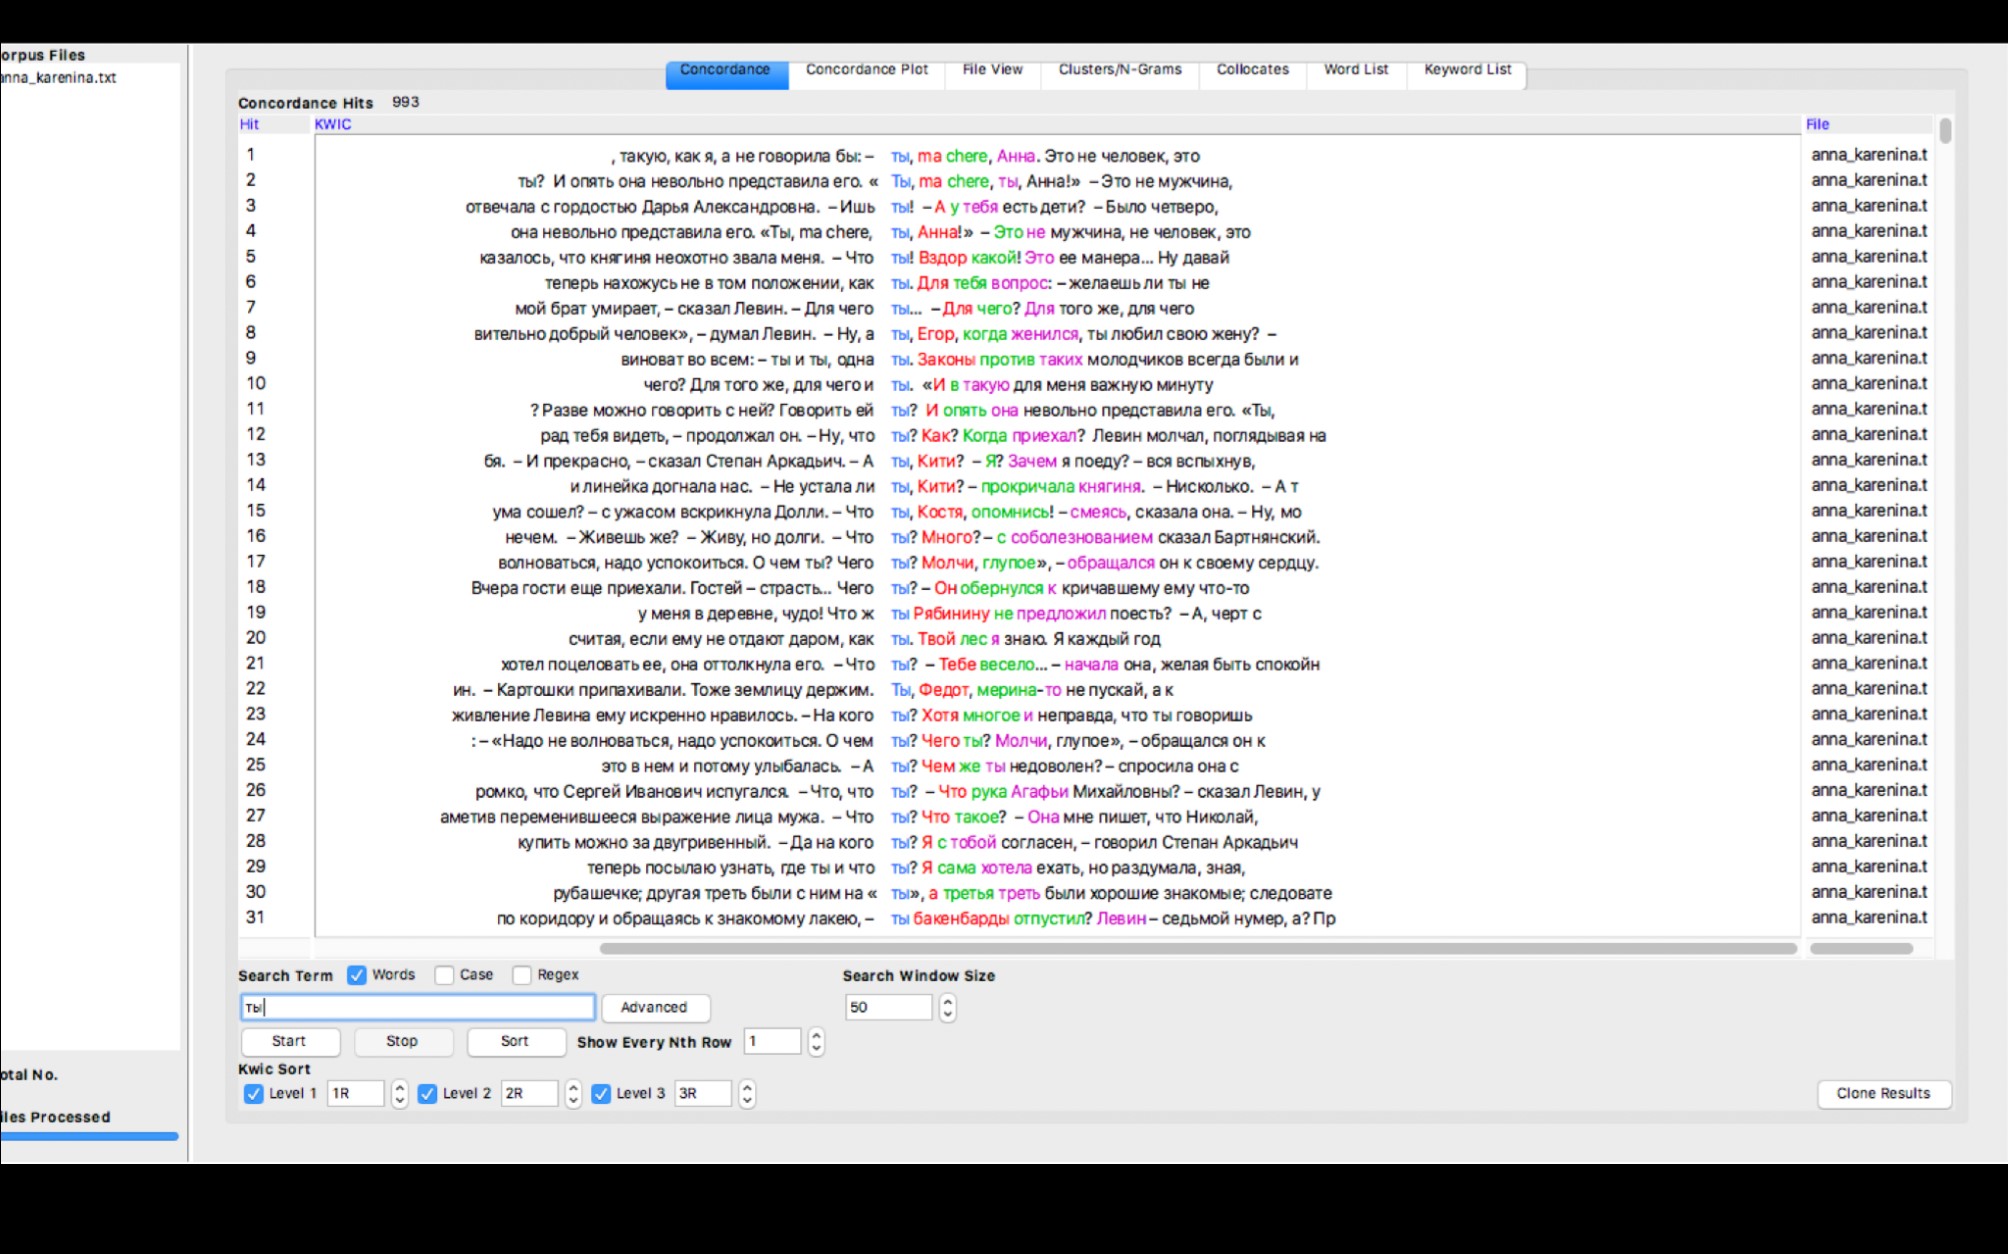 orpus Files
anna_karenina.txt
Concordance Concordance Plot File View Clusters/N-Grams Collocates Word List Keyword List
Concordance Hits 993
Hit KWIC File
1 , такую, как я, а не говорила бы: – ты, ma chere, Анна. Это не человек, это anna_karenina.t
2 ты? И опять она невольно представила его. « Ты, ma chere, ты, Анна!» – Это не мужчина, anna_karenina.t
3 отвечала с гордостью Дарья Александровна. – Ишь ты! – А у тебя есть дети? – Было четверо, anna_karenina.t
4 она невольно представила его. «Ты, ma chere, ты, Анна!» – Это не мужчина, не человек, это anna_karenina.t
5 казалось, что княгиня неохотно звала меня. – Что ты! Вздор какой! Это ее манера... Ну давай anna_karenina.t
6 теперь нахожусь не в том положении, как ты. Для тебя вопрос: – желаешь ли ты не anna_karenina.t
7 мой брат умирает, – сказал Левин. – Для чего ты... – Для чего? Для того же, для чего anna_karenina.t
8 вительно добрый человек», – думал Левин. – Ну, а ты, Егор, когда женился, ты любил свою жену? – anna_karenina.t
9 виноват во всем: – ты и ты, одна ты. Законы против таких молодчиков всегда были и anna_karenina.t
10 чего? Для того же, для чего и ты. «И в такую для меня важную минуту anna_karenina.t
11 ? Разве можно говорить с ней? Говорить ей ты? И опять она невольно представила его. «Ты, anna_karenina.t
12 рад тебя видеть, – продолжал он. – Ну, что ты? Как? Когда приехал? Левин молчал, поглядывая на anna_karenina.t
13 бя. – И прекрасно, – сказал Степан Аркадьич. – А ты, Кити? – Я? Зачем я поеду? – вся вспыхнув, anna_karenina.t
14 и линейка догнала нас. – Не устала ли ты, Кити? – прокричала княгиня. – Нисколько. – А т anna_karenina.t
15 ума сошел? – с ужасом вскрикнула Долли. – Что ты, Костя, опомнись! – смеясь, сказала она. – Ну, мо anna_karenina.t
16 нечем. – Живешь же? – Живу, но долги. – Что ты? Много? – с соболезнованием сказал Бартнянский. anna_karenina.t
17 волноваться, надо успокоиться. О чем ты? Чего ты? Молчи, глупое», – обращался он к своему сердцу. anna_karenina.t
18 Вчера гости еще приехали. Гостей – страсть... Чего ты? – Он обернулся к кричавшему ему что-то anna_karenina.t
19 у меня в деревне, чудо! Что ж ты Рябинину не предложил поесть? – А, черт с anna_karenina.t
20 считая, если ему не отдают даром, как ты. Твой лес я знаю. Я каждый год anna_karenina.t
21 хотел поцеловать ее, она оттолкнула его. – Что ты? – Тебе весело... – начала она, желая быть спокойн anna_karenina.t
22 ин. – Картошки припахивали. Тоже землицу держим. Ты, Федот, мерина-то не пускай, а к anna_karenina.t
23 живление Левина ему искренно нравилось. – На кого ты? Хотя многое и неправда, что ты говоришь anna_karenina.t
24 : – «Надо не волноваться, надо успокоиться. О чем ты? Чего ты? Молчи, глупое», – обращался он к anna_karenina.t
25 это в нем и потому улыбалась. – А ты? Чем же ты недоволен? – спросила она с anna_karenina.t
26 ромко, что Сергей Иванович испугался. – Что, что ты? – Что рука Агафьи Михайловны? – сказал Левин, у anna_karenina.t
27 аметив переменившееся выражение лица мужа. – Что ты? Что такое? – Она мне пишет, что Николай, anna_karenina.t
28 купить можно за двугривенный. – Да на кого ты? Я с тобой согласен, – говорил Степан Аркадьич anna_karenina.t
29 теперь посылаю узнать, где ты и что ты? Я сама хотела ехать, но раздумала, зная, anna_karenina.t
30 рубашечке; другая треть были с ним на « ты», а третья треть были хорошие знакомые; следовате anna_karenina.t
31 по коридору и обращаясь к знакомому лакею, – ты бакенбарды отпустил? Левин – седьмой нумер, а? Пр anna_karenina.t
Search Term Words Case Regex Search Window Size
ты Advanced 50
Start Stop Sort Show Every Nth Row 1
Kwic Sort
Level 1 1R Level 2 2R Level 3 3R Clone Results
otal No.
iles Processed